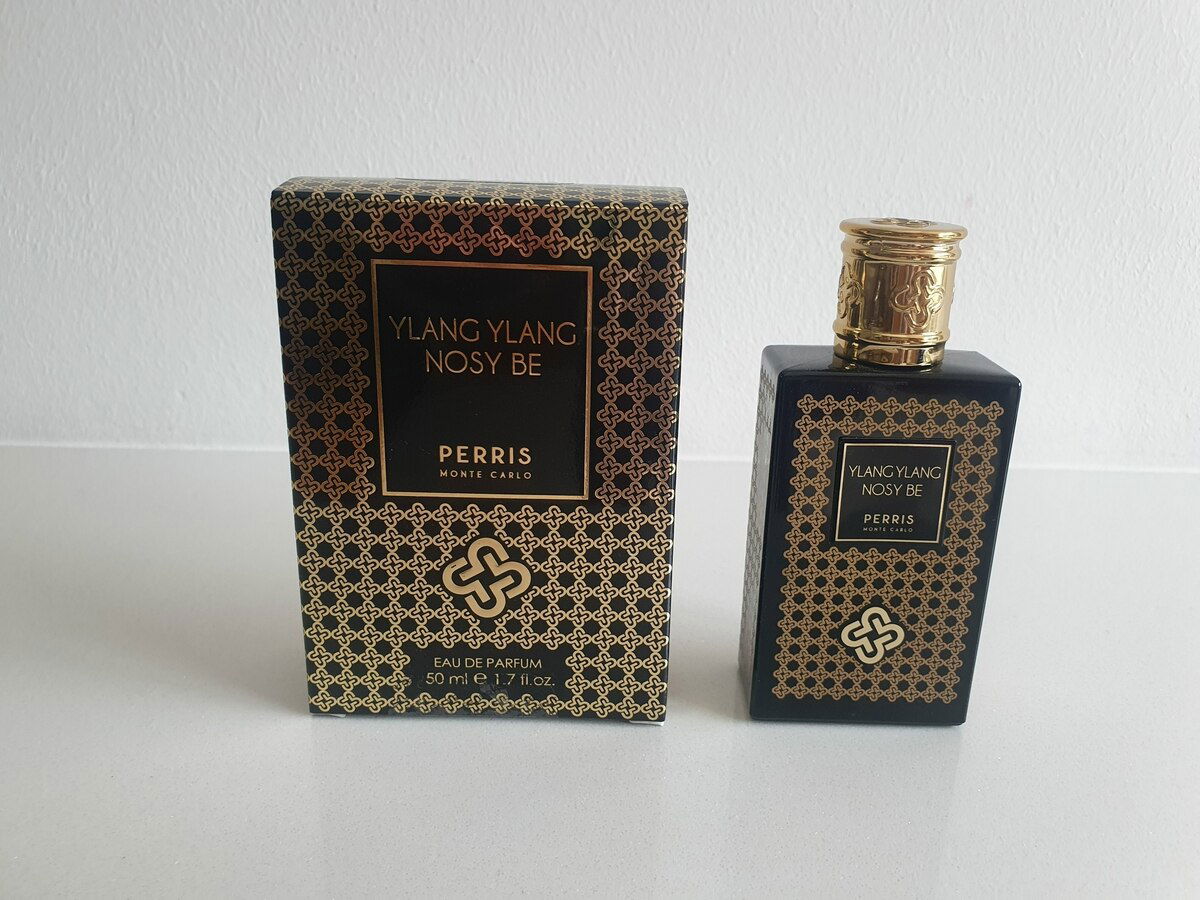 YLANG YLANG
NOSY BE
PERRIS
MONTE CARLO
EAU DE PARFUM
50 ml e 1.7 fl.oz.
YLANG YLANG
NOSY BE
PERRIS
MONTE CARLO